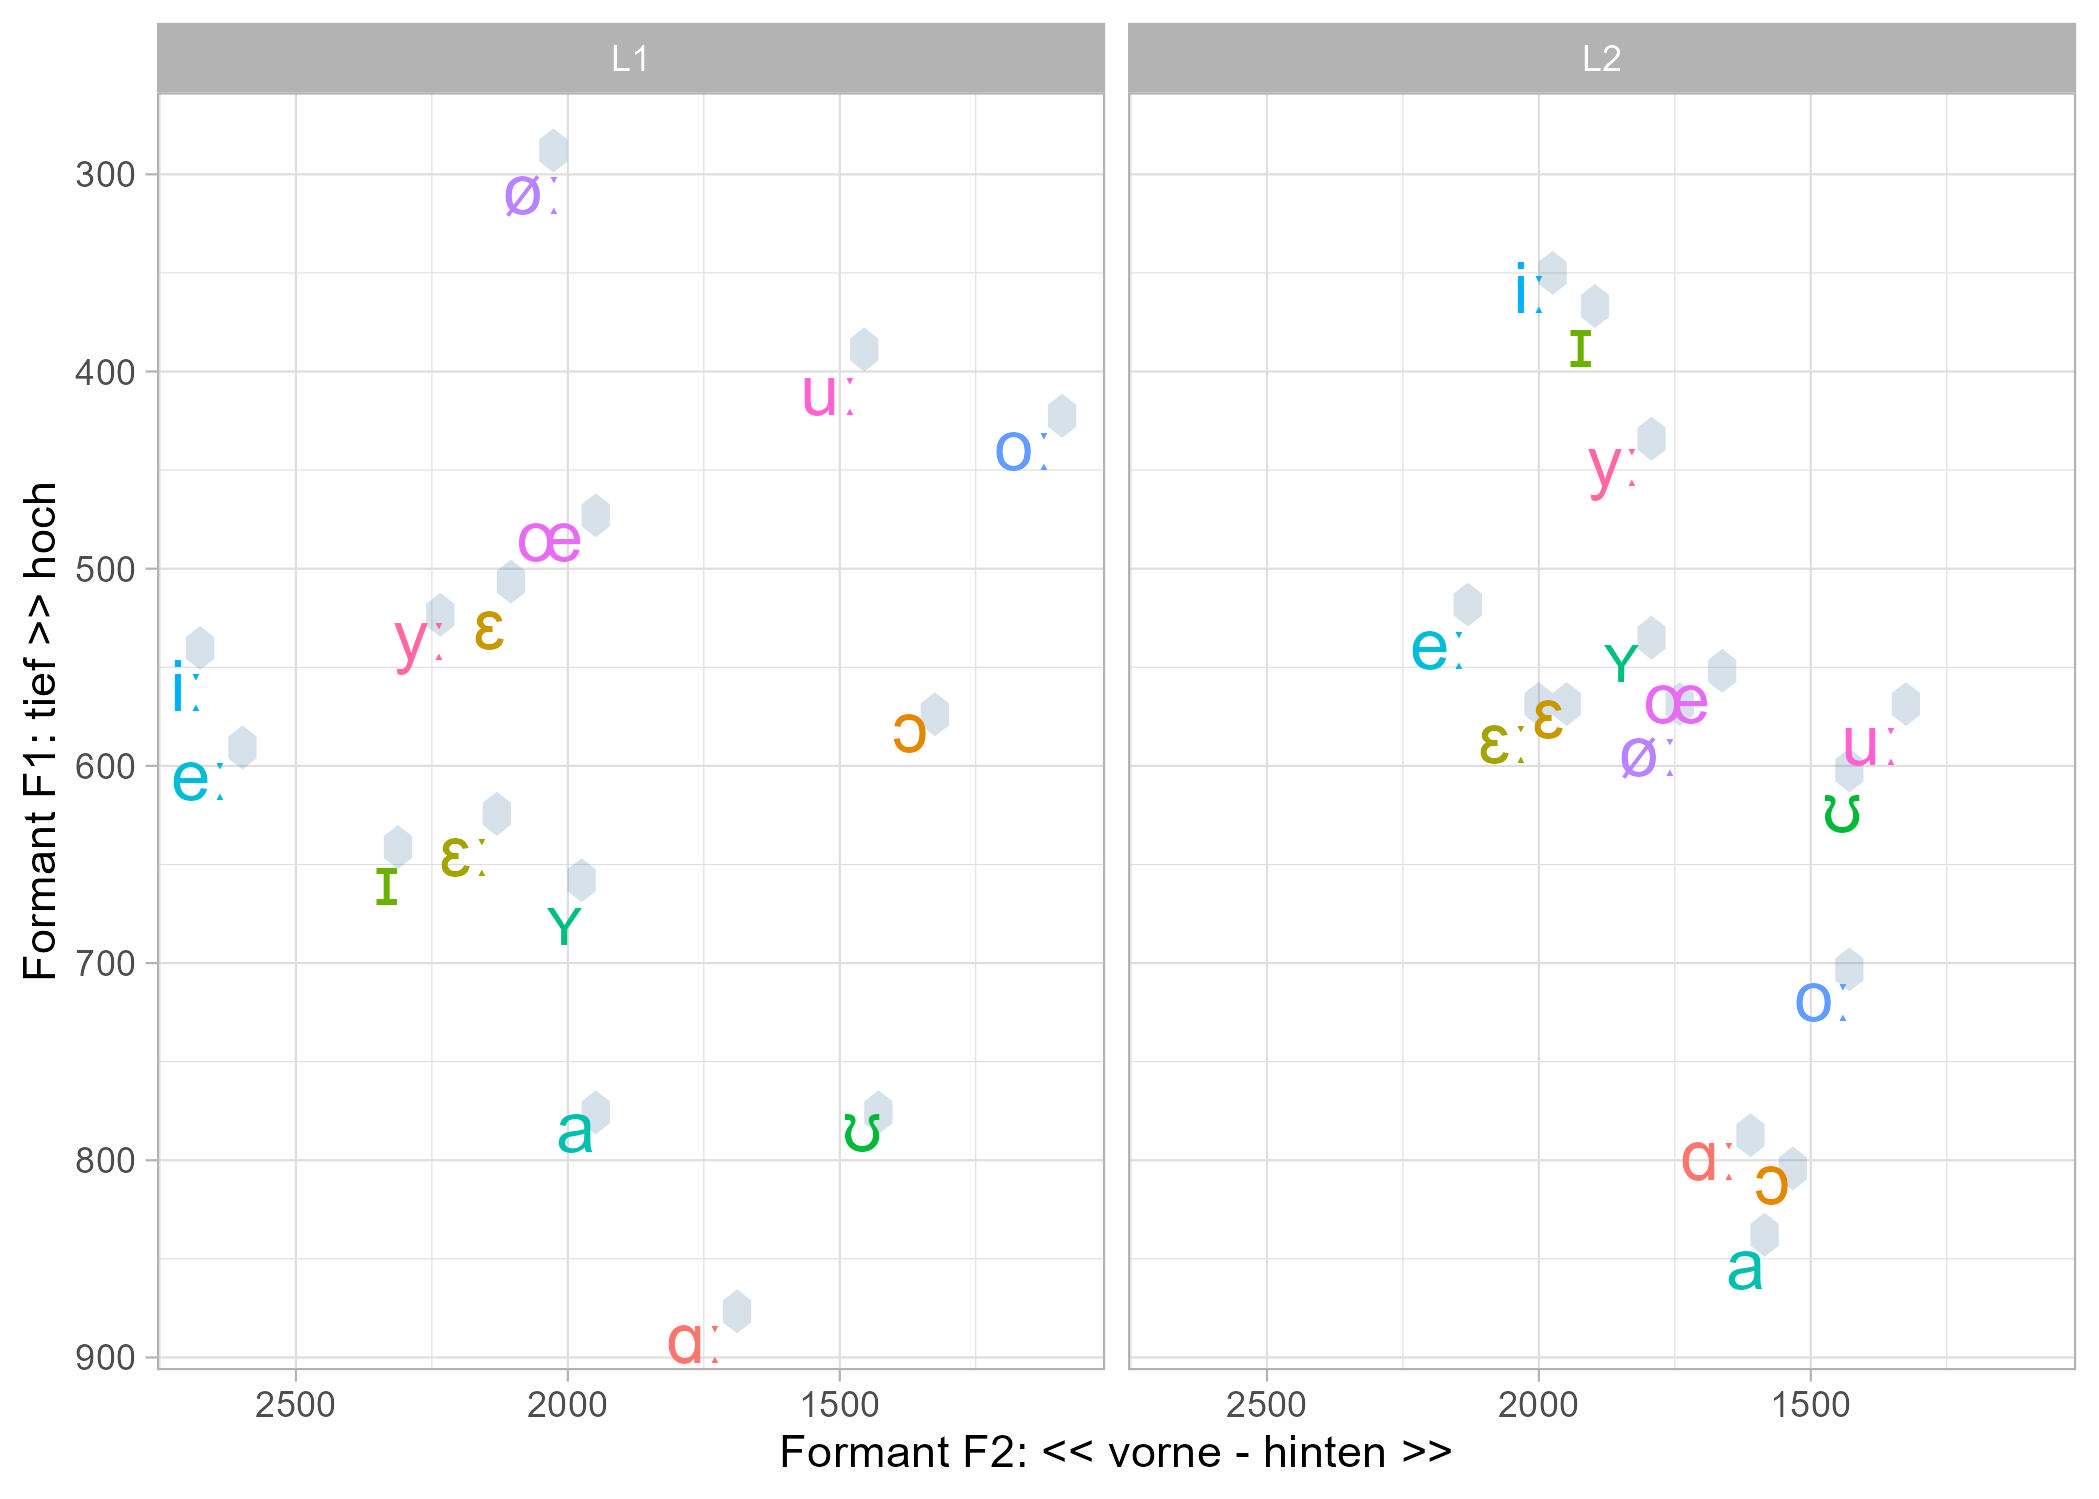 L1
L2
300
400
500
600
700
800
900
Formant F1: tief >> hoch
øː
uː
oː
œ
ɛ
yː
iː
ɔ
eː
ɛː
ɪ
ʏ
a
ʊ
ɑː
iː
ɪ
yː
eː
ʏ
œ
ɛ
ɛː
øː
uː
ʊ
oː
ɑː
ɔ
a
2500
2000
1500
2500
2000
1500
Formant F2: << vorne - hinten >>